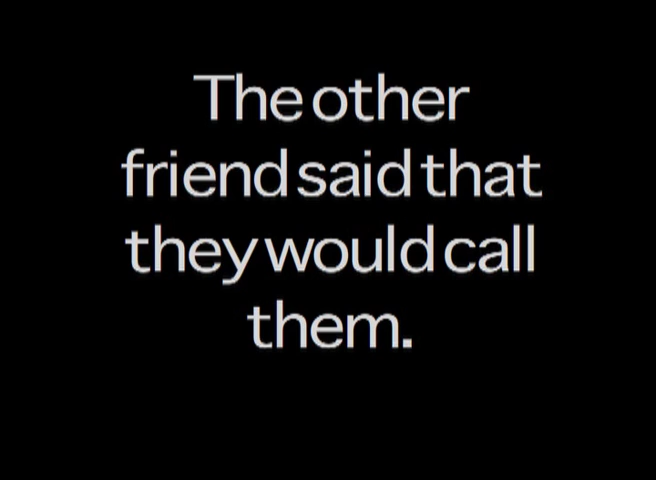 The other
friend said that
they would call
them.